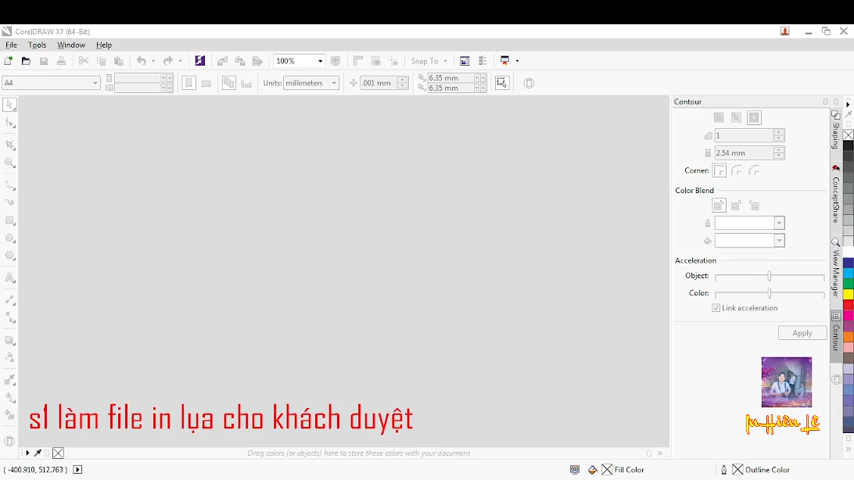 CorelDRAW X7 (64-Bit)
File Tools Window Help
100% Snap To
A4 Units: millimeters .001 mm 6.35 mm
6.35 mm
Contour
1
2.54 mm
Corner:
Color Blend
Acceleration
Object:
Color:
Link acceleration
Apply
Shaping
ConceptShare
View Manager
Contour
s1 làm file in lụa cho khách duyệt
Drag colors (or objects) here to store these colors with your document
(-400.910, 512.763) Fill Color Outline Color